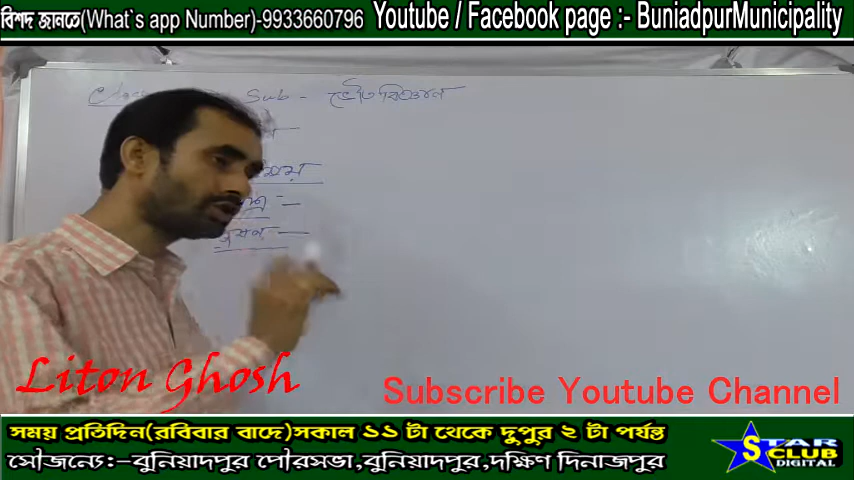 বিশদ জানতে(What`s app Number)-9933660796 Youtube / Facebook page :- BuniadpurMunicipality
Sub - ভৌতবিজ্ঞান
Liton Ghosh
Subscribe Youtube Channel
সময় প্রতিদিন(রবিবার বাদে)সকাল ১১ টা থেকে দুপুর ২ টা পর্যন্ত
সৌজন্যে:-বুনিয়াদপুর পৌরসভা,বুনিয়াদপুর,দক্ষিণ দিনাজপুর
STAR
CLUB
DIGITAL